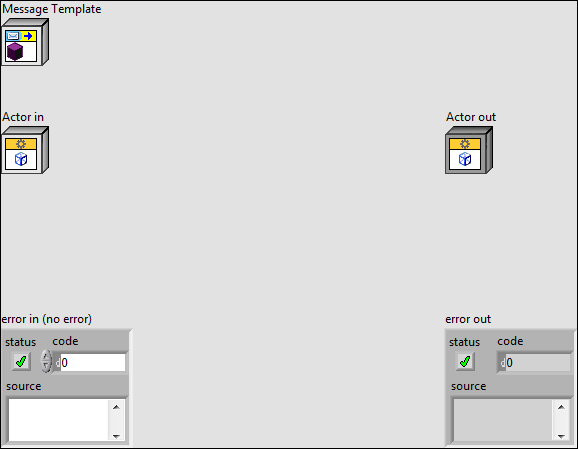 Message Template
Actor in
Actor out
error in (no error)
error out
status code
0
source
status code
0
source